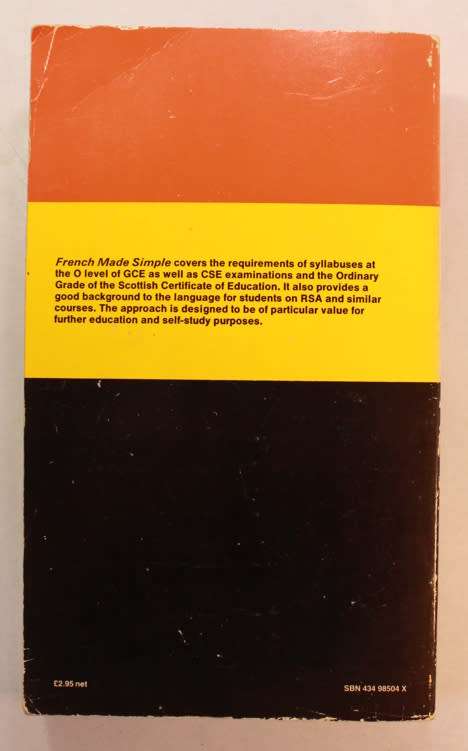 French Made Simple covers the requirements of syllabuses at
the O level of GCE as well as CSE examinations and the Ordinary
Grade of the Scottish Certificate of Education. It also provides a
good background to the language for students on RSA and similar
courses. The approach is designed to be of particular value for
further education and self-study purposes.
£2.95 net
SBN 434 98504 X